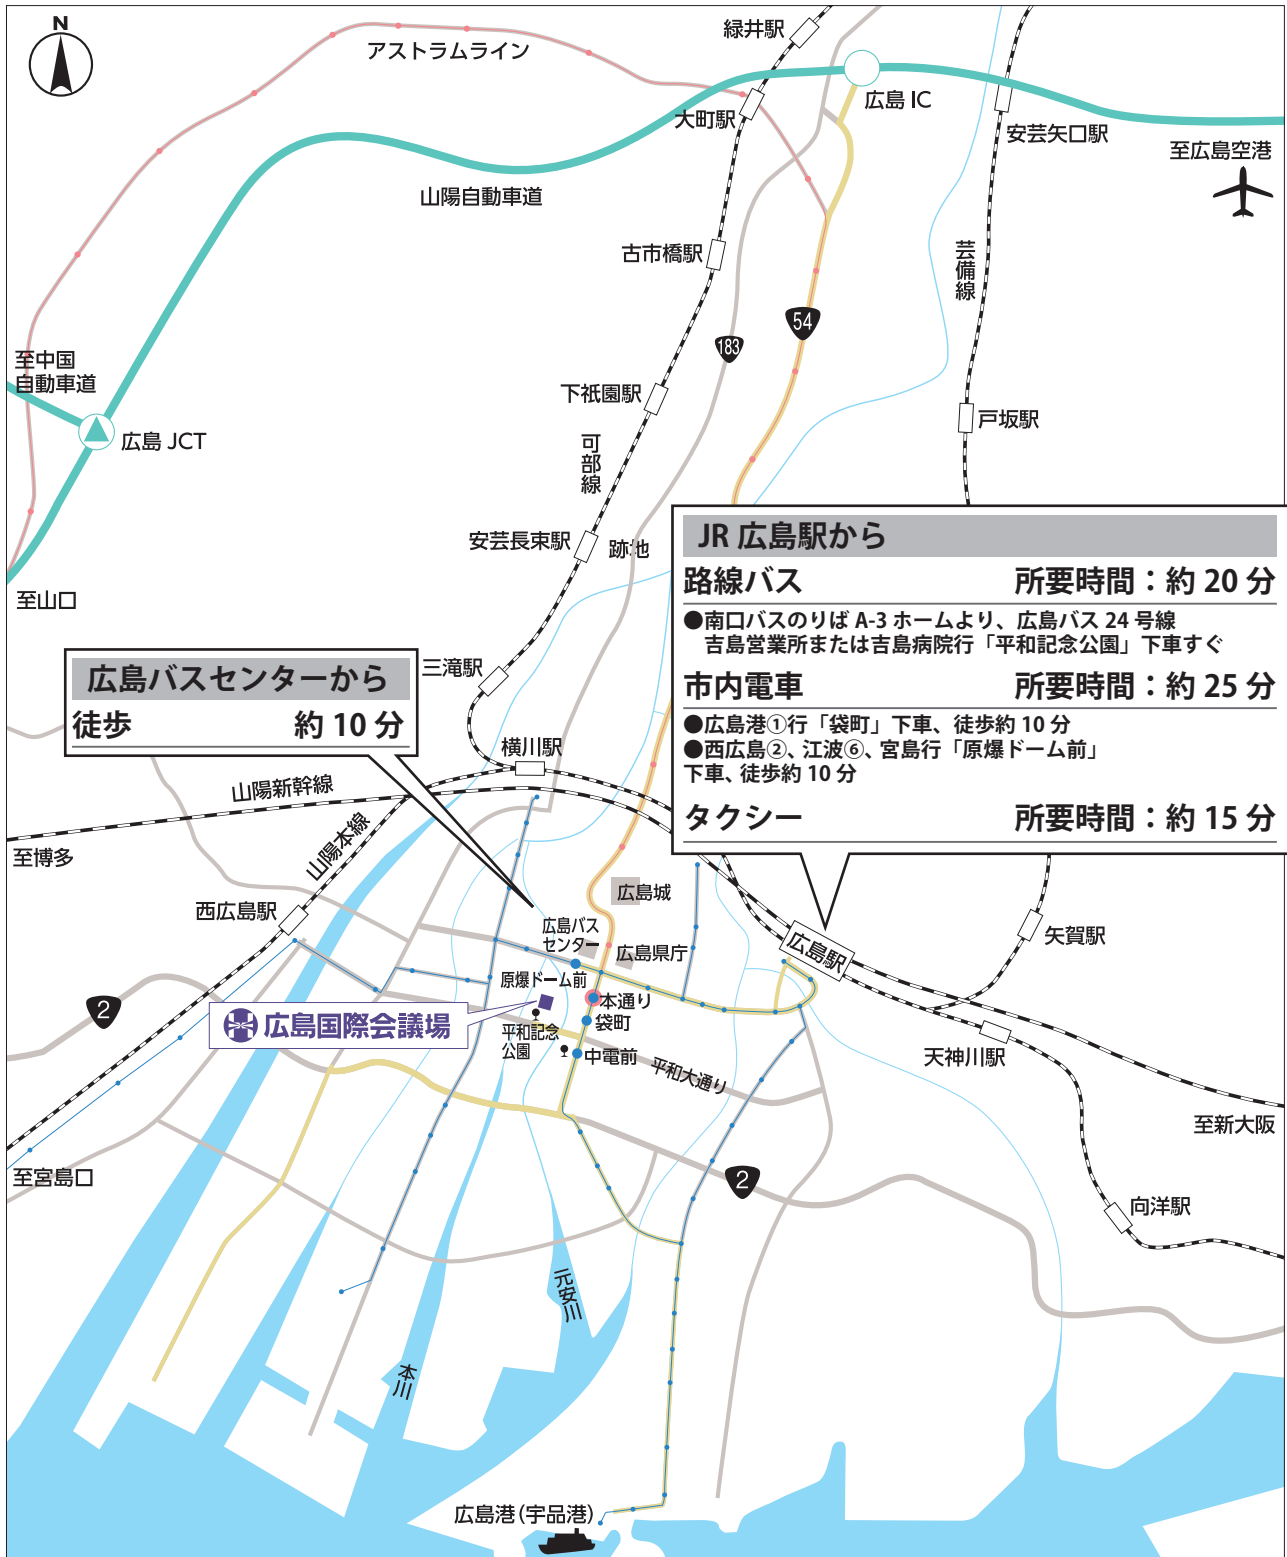 N
アストラムライン
緑井駅
広島 IC
大町駅
安芸矢口駅
至広島空港
山陽自動車道
古市橋駅
芸備線
54
183
至中国
自動車道
下祇園駅
戸坂駅
広島 JCT
可部線
安芸長束駅
跡地
至山口
JR 広島駅から
路線バス 所要時間：約 20 分
●南口バスのりば A-3 ホームより、広島バス 24 号線
吉島営業所または吉島病院行「平和記念公園」下車すぐ
市内電車 所要時間：約 25 分
●広島港①行「袋町」下車、徒歩約 10 分
●西広島②、江波⑥、宮島行「原爆ドーム前」
下車、徒歩約 10 分
タクシー 所要時間：約 15 分
広島バスセンターから
徒歩 約 10 分
三滝駅
横川駅
山陽新幹線
至博多
山陽本線
西広島駅
広島城
広島バス
センター
広島県庁
広島駅
矢賀駅
原爆ドーム前
本通り
2
広島国際会議場
袋町
平和記念
公園
中電前
平和大通り
天神川駅
至新大阪
至宮島口
2
向洋駅
元安川
本川
広島港（宇品港）